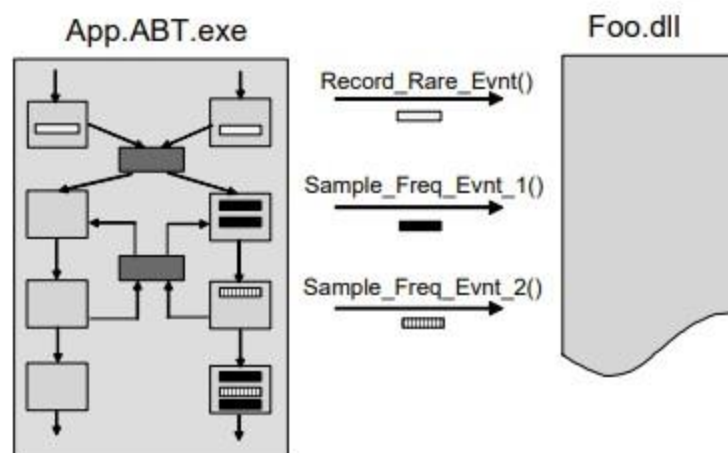 App.ABT.exe
Foo.dll
Record_Rare_Evnt()
Sample_Freq_Evnt_1()
Sample_Freq_Evnt_2()